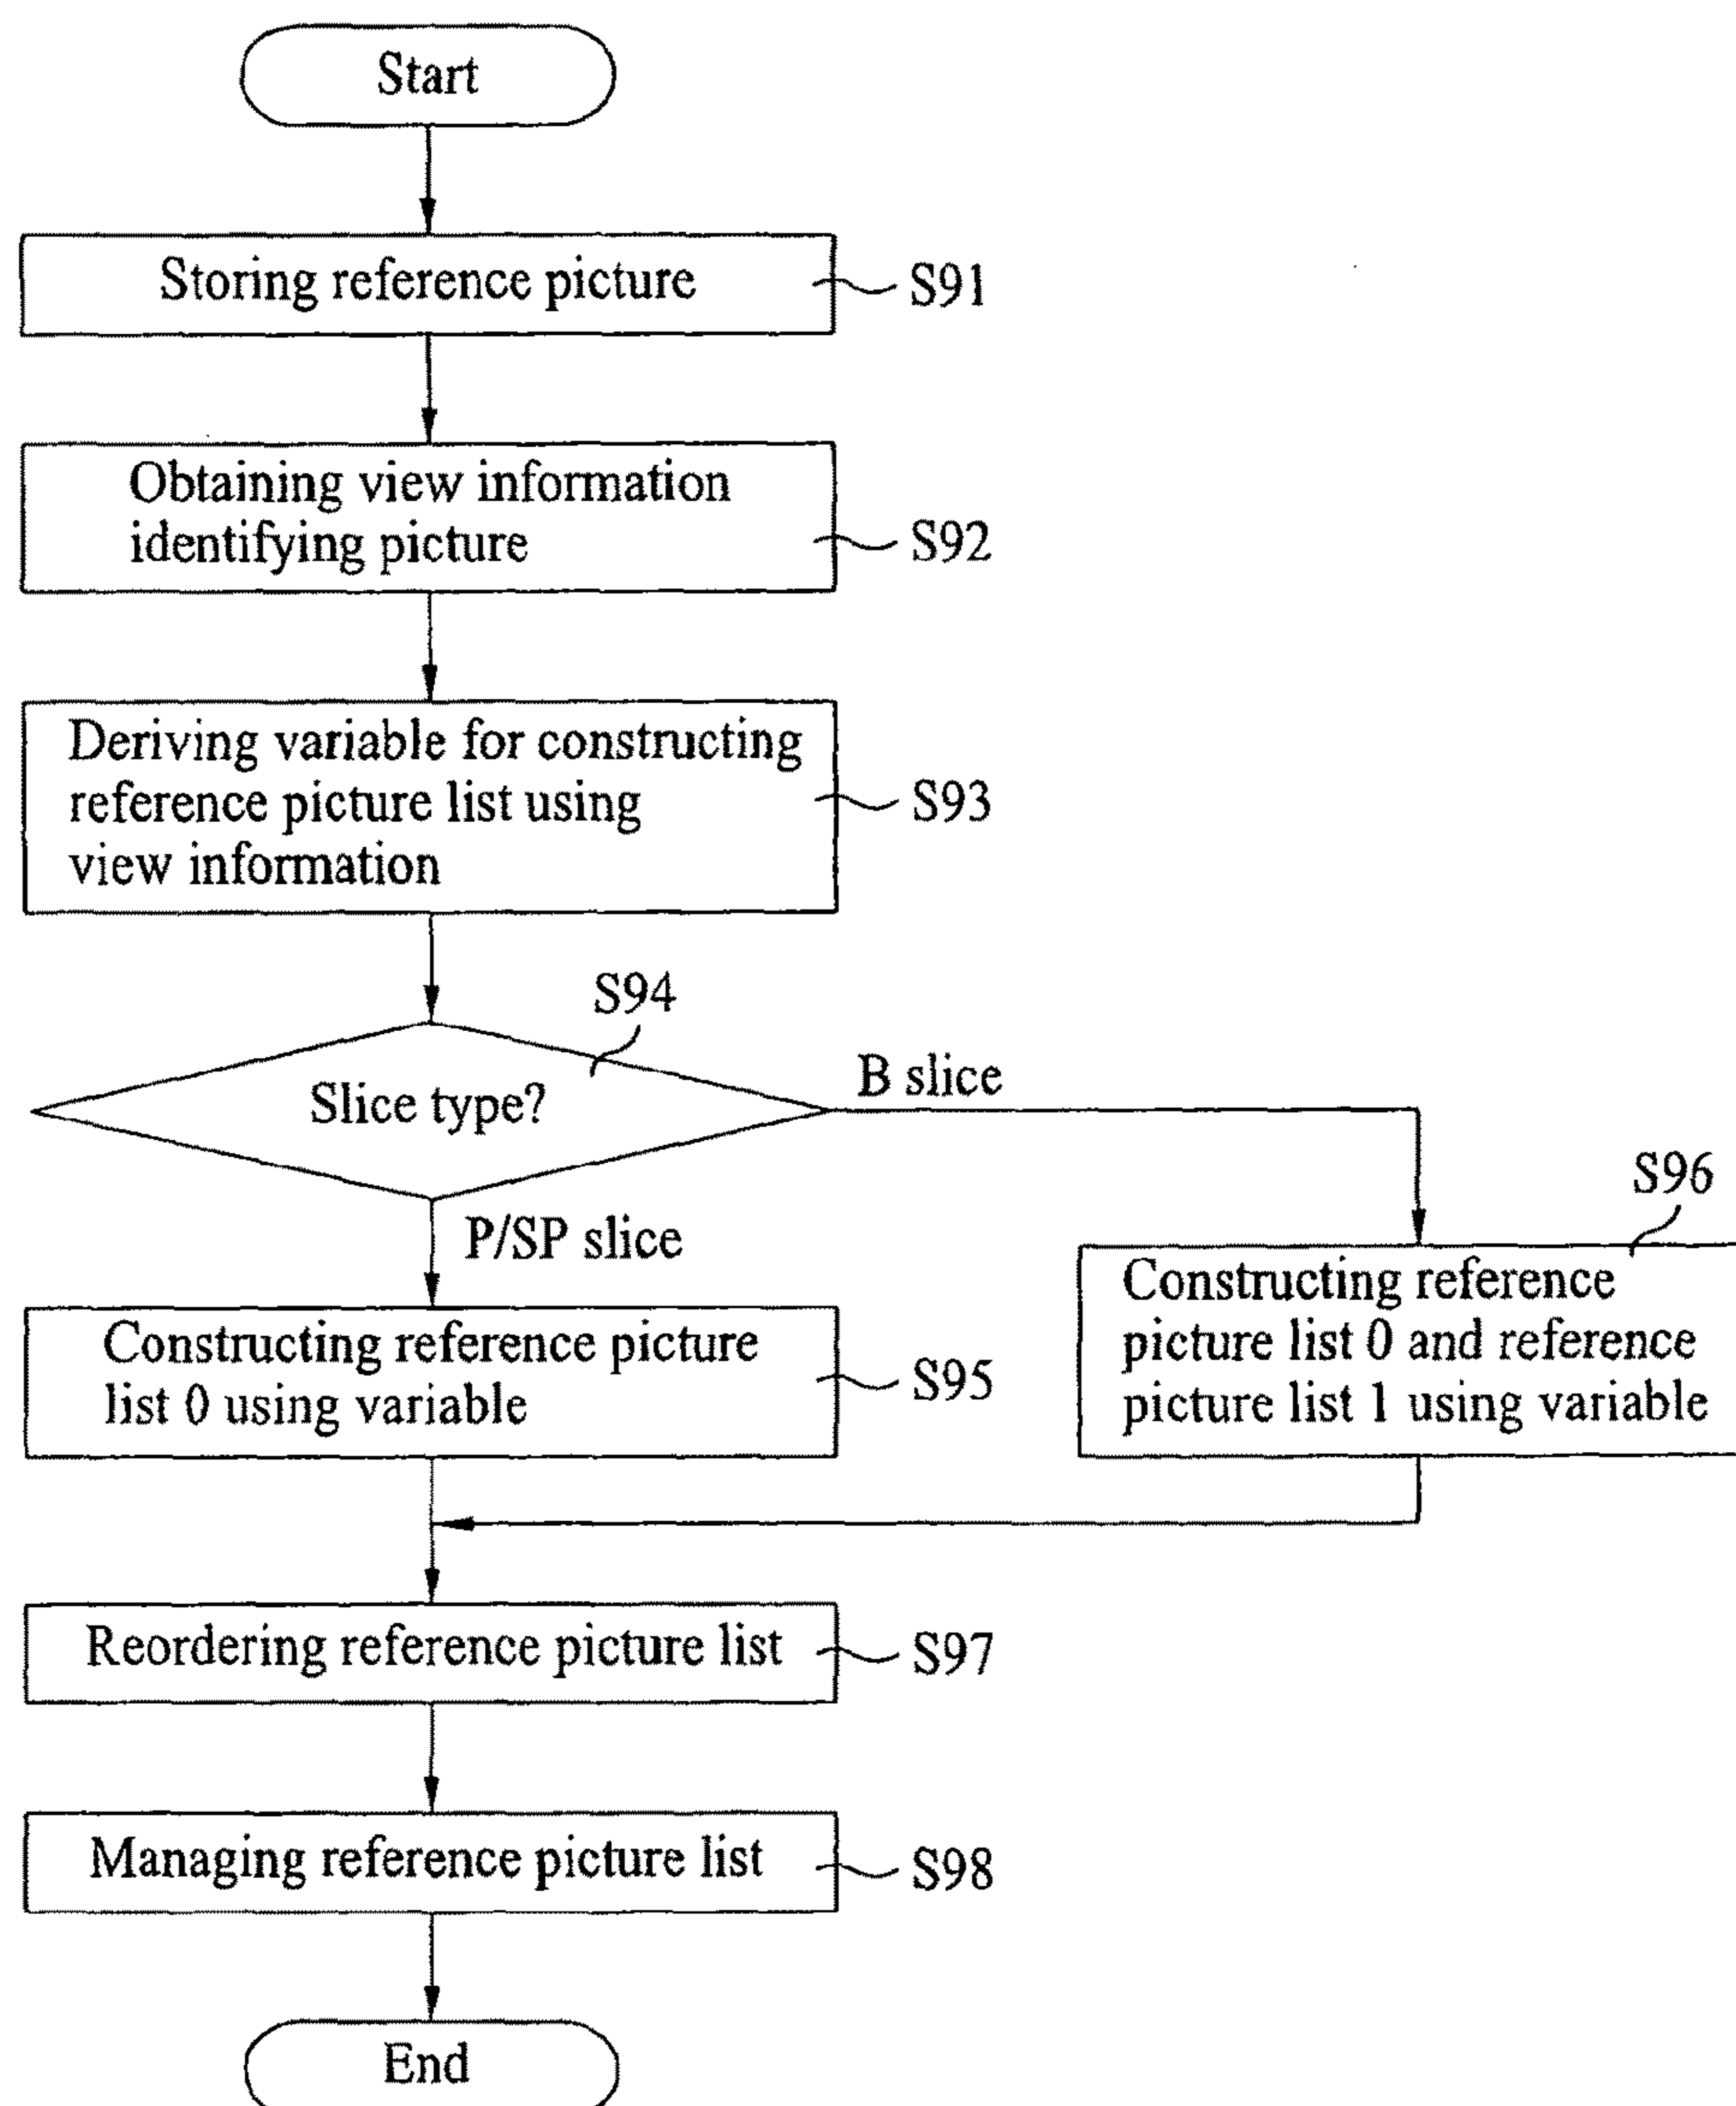 Start
Storing reference picture
S91
Obtaining view information
identifying picture
S92
Deriving variable for constructing
reference picture list using
view information
S93
S94
Slice type?
B slice
P/SP slice
S96
Constructing reference
picture list 0 and reference
picture list 1 using variable
Constructing reference picture
list 0 using variable
S95
Reordering reference picture list
S97
Managing reference picture list
S98
End